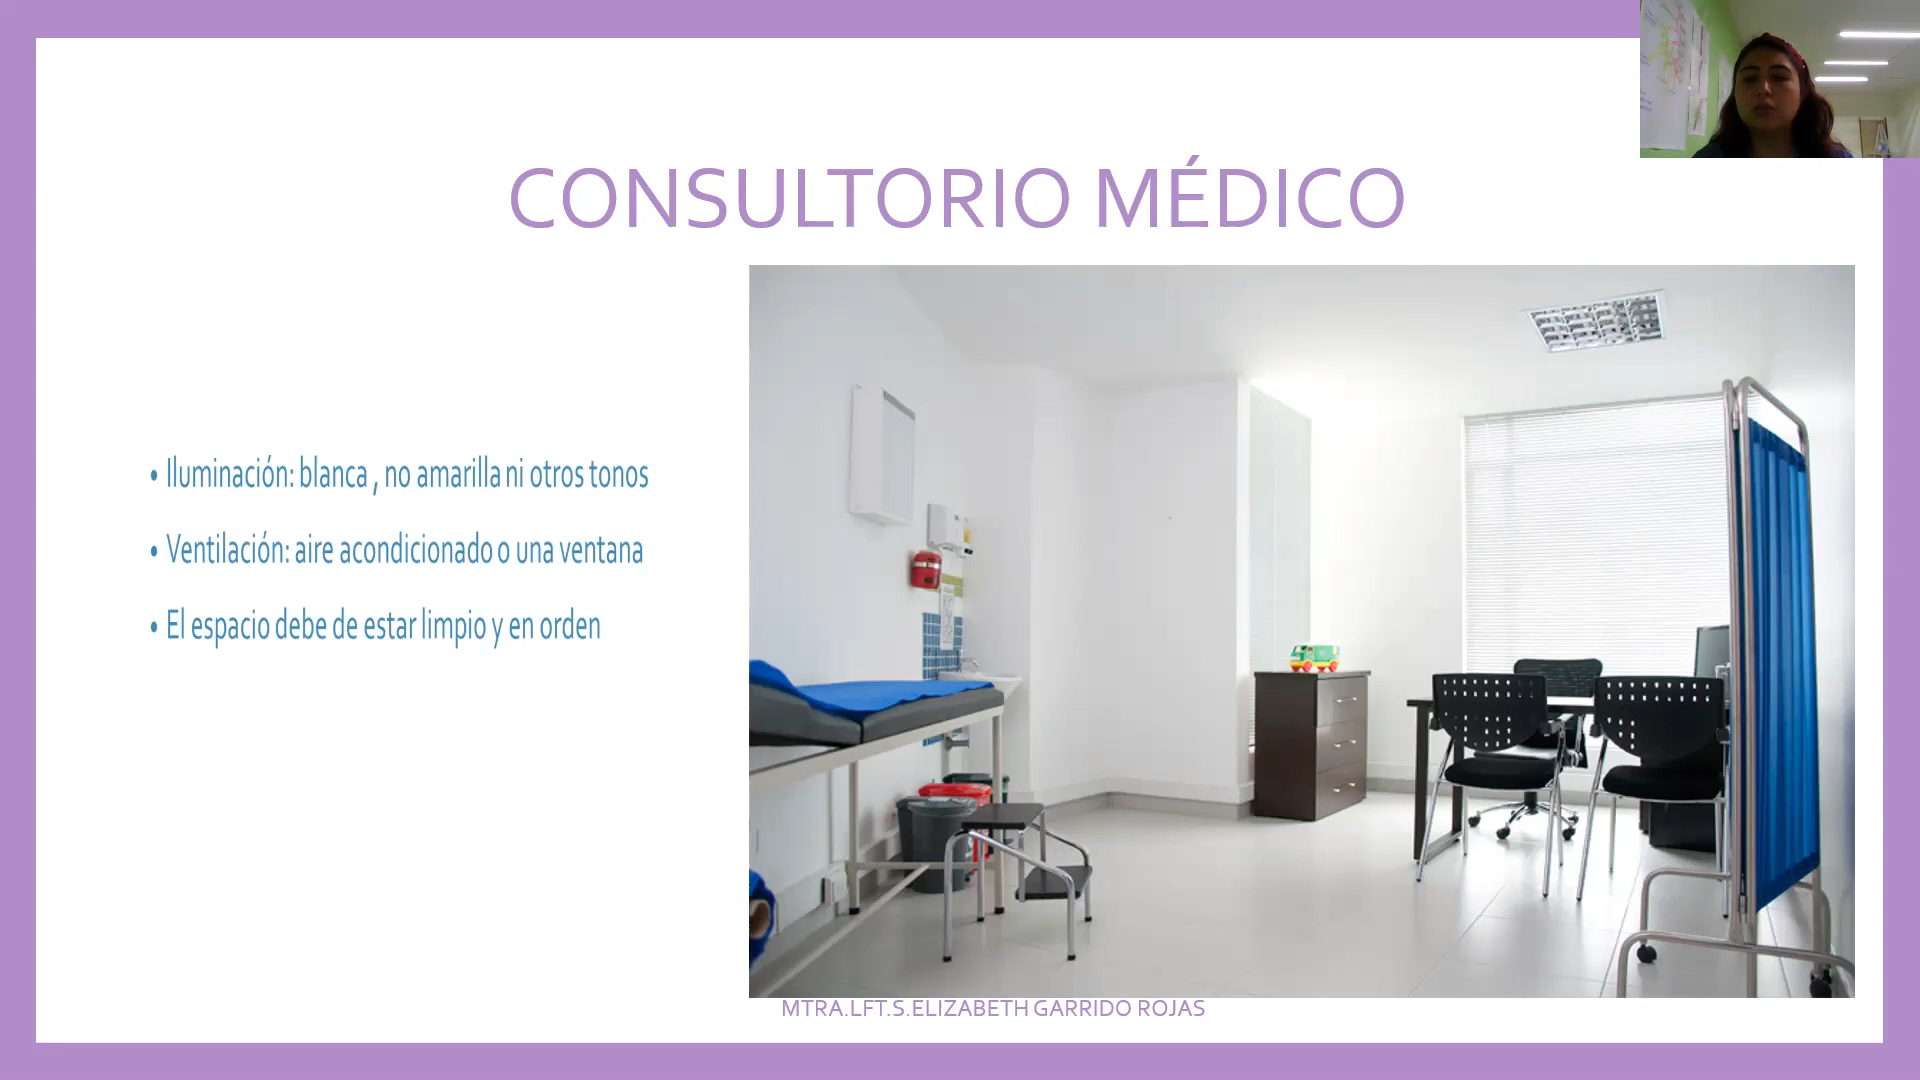 CONSULTORIO MÉDICO
• Iluminación: blanca , no amarilla ni otros tonos
• Ventilación: aire acondicionado o una ventana
• El espacio debe de estar limpio y en orden
MTRA.LFT.S.ELIZABETH GARRIDO ROJAS